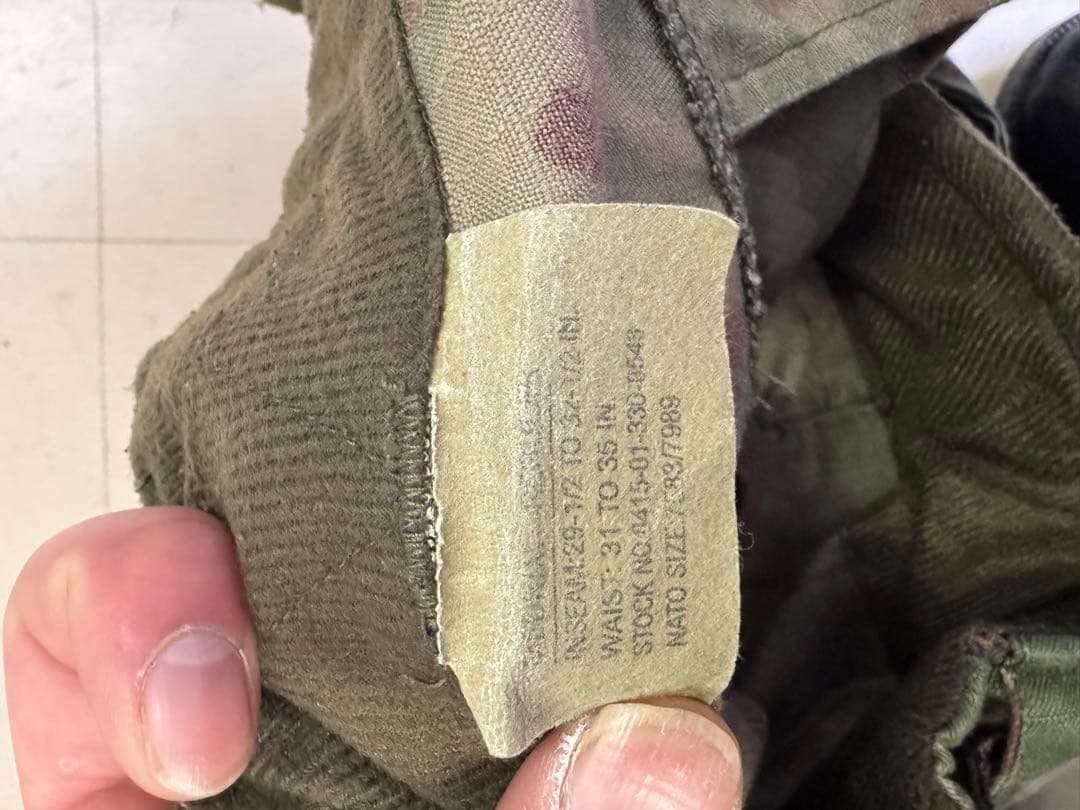 INSEAM: 29-1/2 TO 32-1/2 IN.
WAIST: 31 TO 35 IN
STOCK NO.8415-01-330-
NATO SIZE 7989